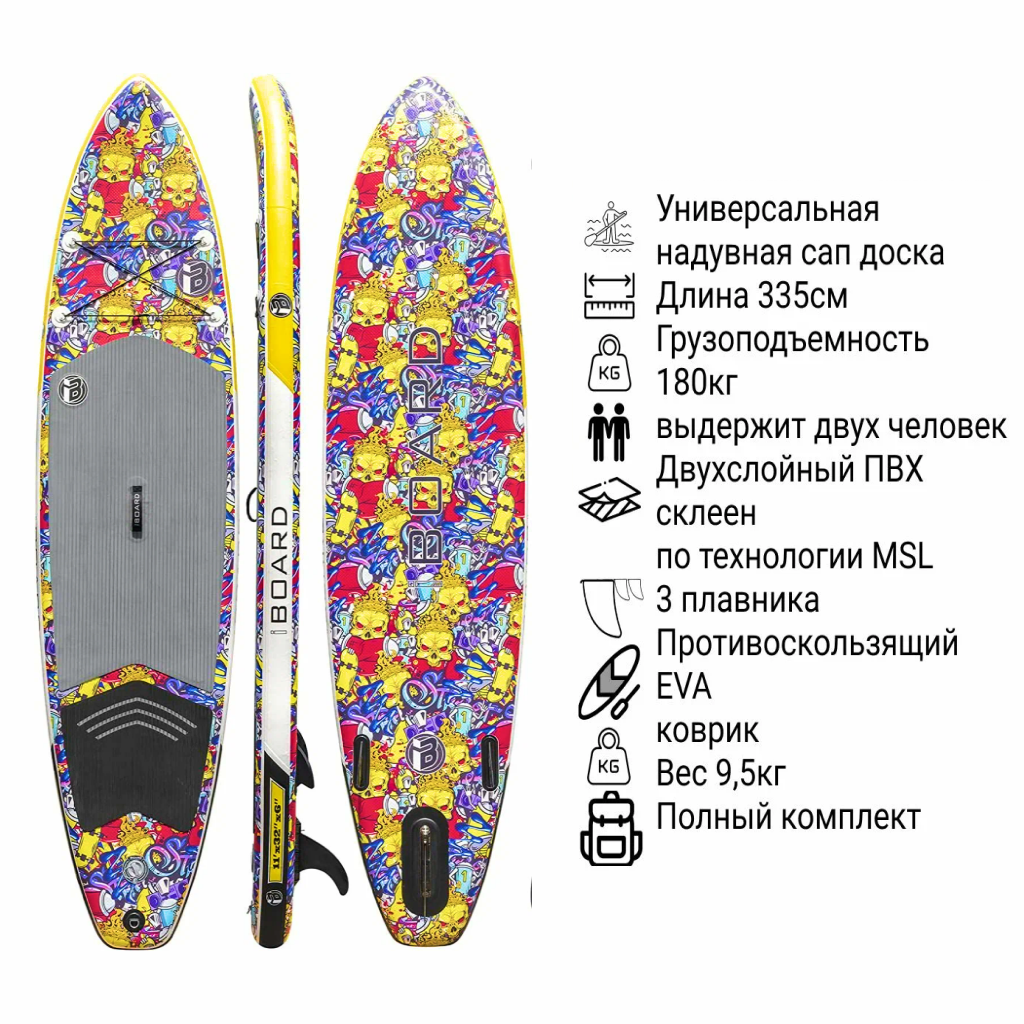 Универсальная
надувная сап доска
Длина 335см
Грузоподъемность
180кг
выдержит двух человек
Двухслойный ПВХ
склеен
по технологии MSL
3 плавника
Противоскользящий
EVA
коврик
Вес 9,5кг
Полный комплект
KG
KG
iBOARD
iBOARD
iBOARD
11'x32"x6"